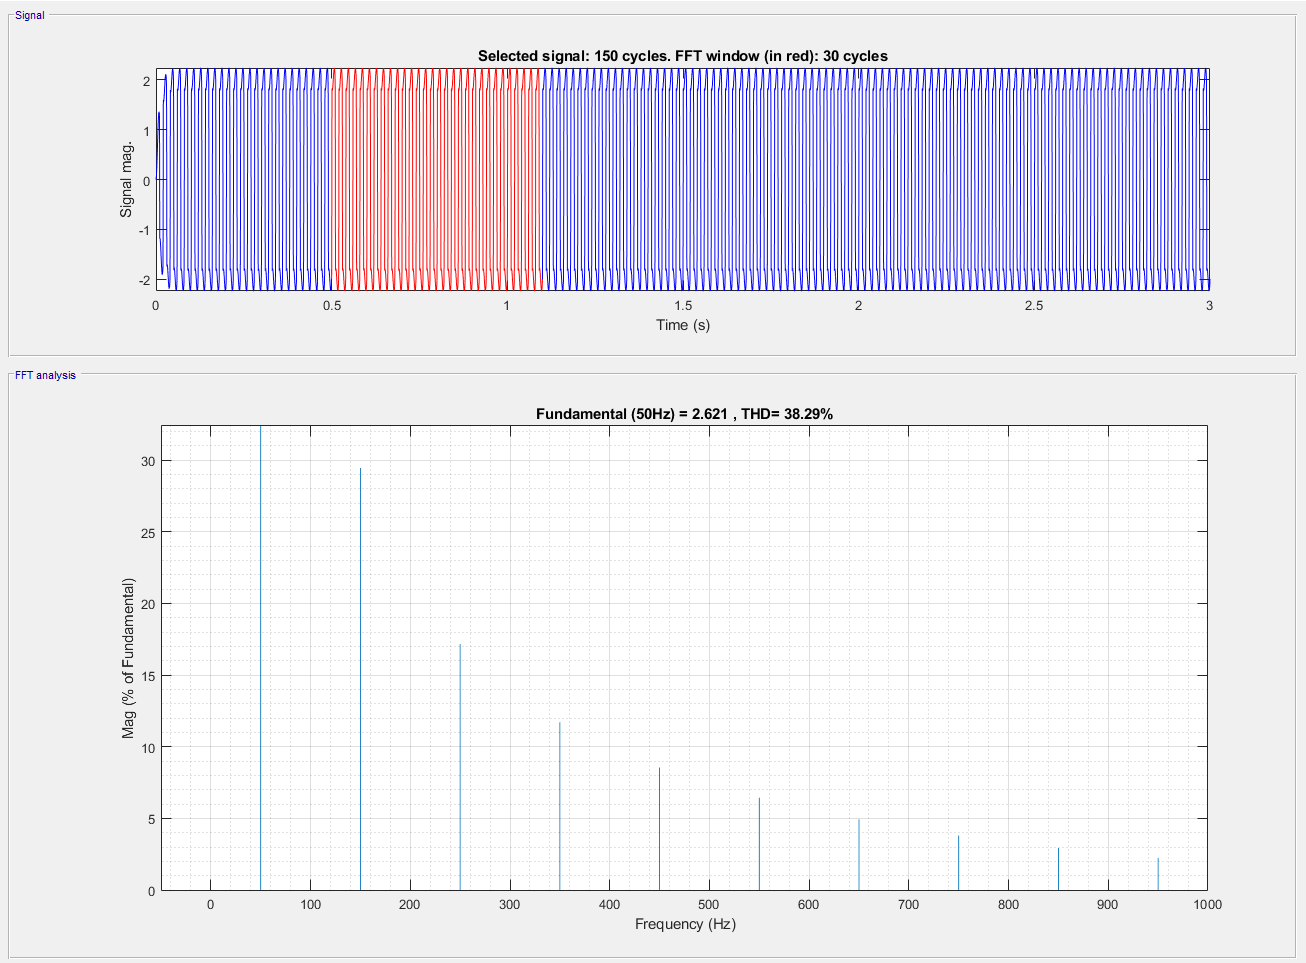 Signal
Selected signal: 150 cycles. FFT window (in red): 30 cycles
Signal mag.
2
1
0
-1
-2
0 0.5 1 1.5 2 2.5 3
Time (s)
FFT analysis
Fundamental (50Hz) = 2.621 , THD= 38.29%
Mag (% of Fundamental)
30
25
20
15
10
5
0
0 100 200 300 400 500 600 700 800 900 1000
Frequency (Hz)